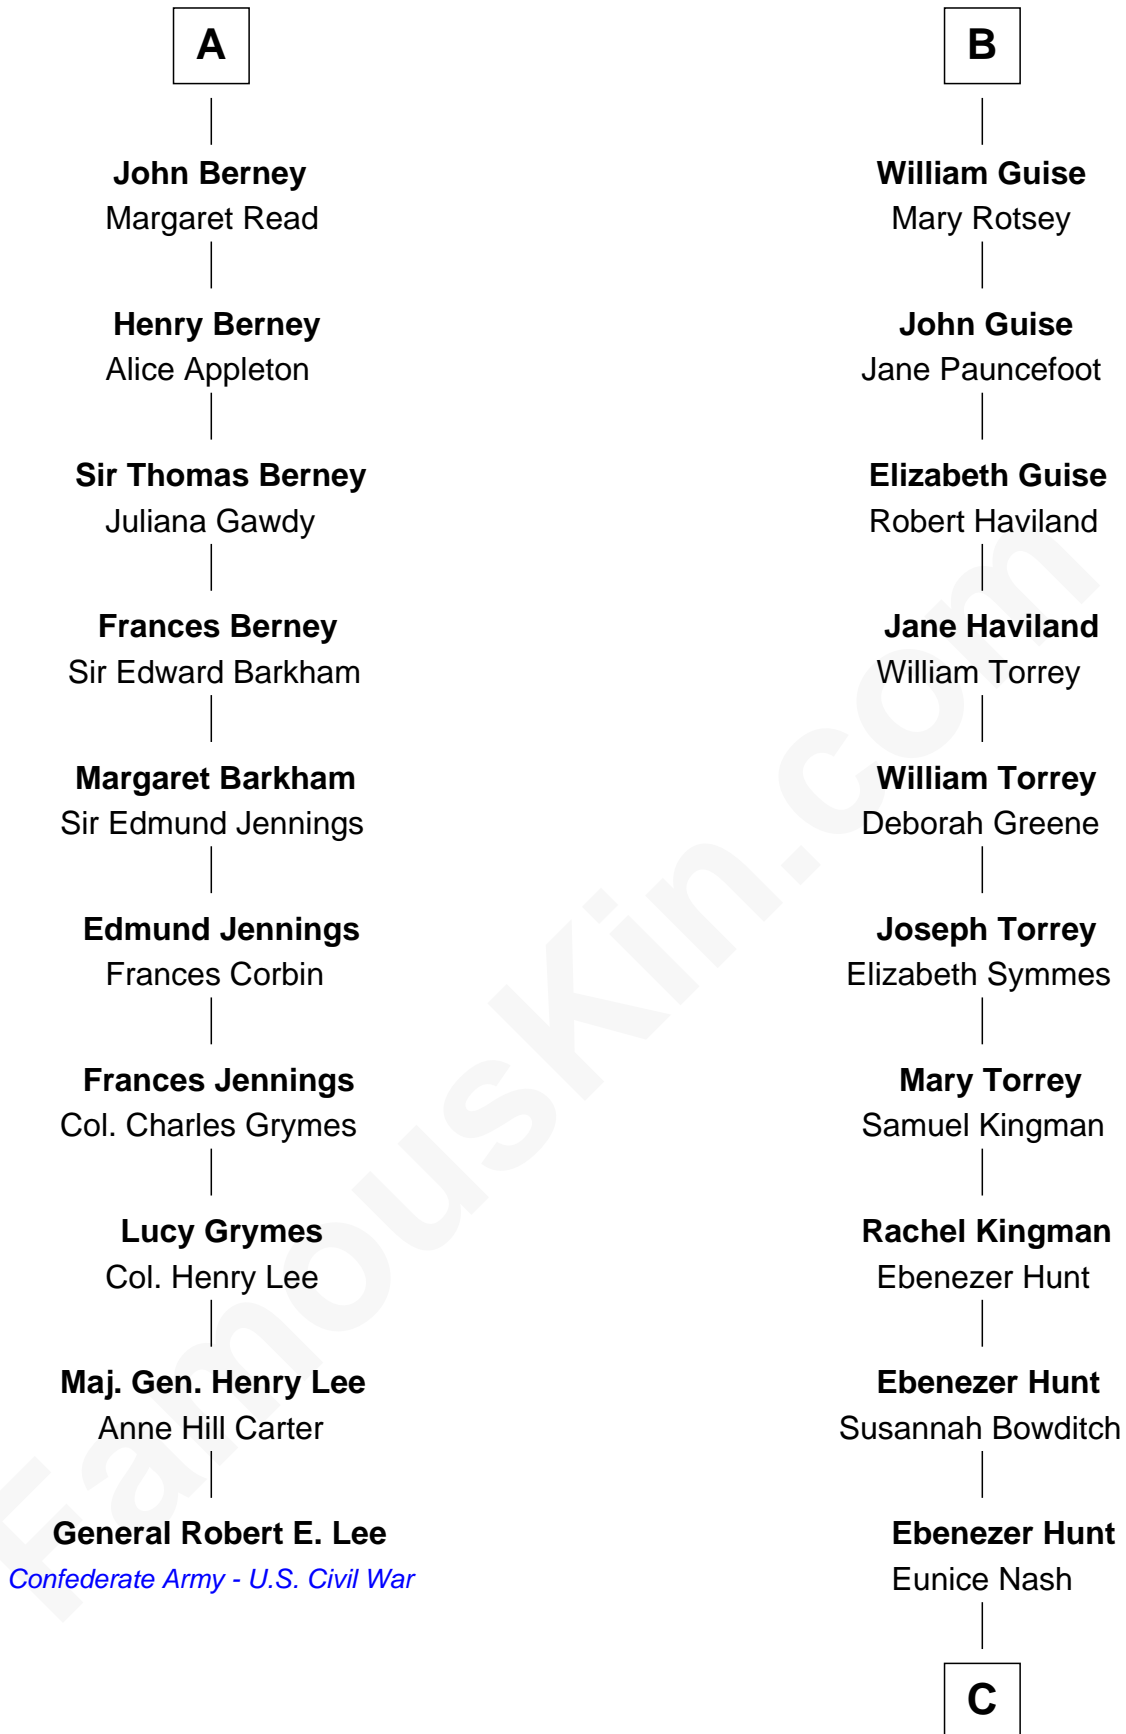 A
John Berney
Margaret Read
Henry Berney
Alice Appleton
Sir Thomas Berney
Juliana Gawdy
Frances Berney
Sir Edward Barkham
Margaret Barkham
Sir Edmund Jennings
Edmund Jennings
Frances Corbin
Frances Jennings
Col. Charles Grymes
Lucy Grymes
Col. Henry Lee
Maj. Gen. Henry Lee
Anne Hill Carter
General Robert E. Lee
Confederate Army - U.S. Civil War
B
William Guise
Mary Rotsey
John Guise
Jane Pauncefoot
Elizabeth Guise
Robert Haviland
Jane Haviland
William Torrey
William Torrey
Deborah Greene
Joseph Torrey
Elizabeth Symmes
Mary Torrey
Samuel Kingman
Rachel Kingman
Ebenezer Hunt
Ebenezer Hunt
Susannah Bowditch
Ebenezer Hunt
Eunice Nash
C
FamousKin.com